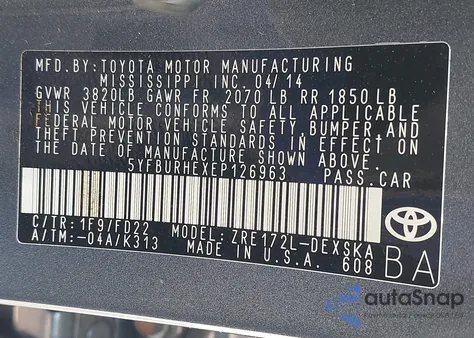 MFD.BY: TOYOTA MOTOR MANUFACTURING
MISSISSIPPI INC. 04/14
GVWR 3820LB GAWR FR 2070 LB RR 1850 LB
THIS VEHICLE CONFORMS TO ALL APPLICABLE
FEDERAL MOTOR VEHICLE SAFETY, BUMPER, AND
THEFT PREVENTION STANDARDS IN EFFECT ON
THE DATE OF MANUFACTURE SHOWN ABOVE.
5YFBURHEXEP126963 PASS.CAR
C/TR: 1F9/FD22 MODEL: ZRE172L-DEXSKA
A/TM: -04A/K313 MADE IN U.S.A. 608
BA
autoSnap